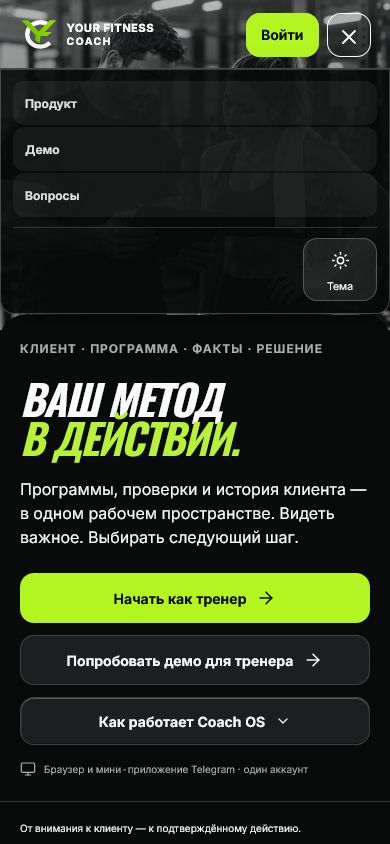 YOUR FITNESS
COACH
Войти
Продукт
Демо
Вопросы
Тема
КЛИЕНТ · ПРОГРАММА · ФАКТЫ · РЕШЕНИЕ
ВАШ МЕТОД
В ДЕЙСТВИИ.
Программы, проверки и история клиента —
в одном рабочем пространстве. Видеть
важное. Выбирать следующий шаг.
Начать как тренер →
Попробовать демо для тренера →
Как работает Coach OS
Браузер и мини-приложение Telegram · один аккаунт
От внимания к клиенту — к подтверждённому действию.